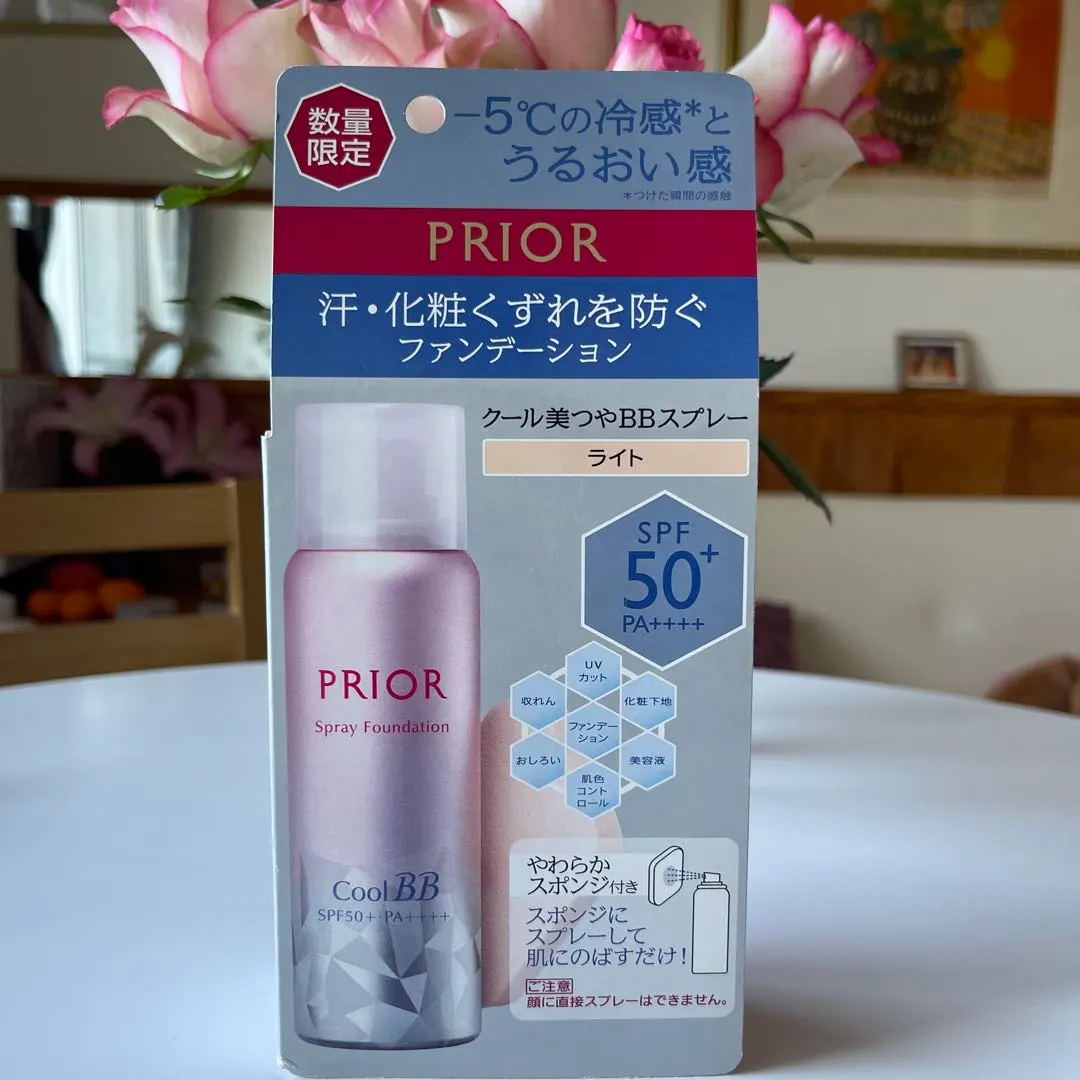 数量
限定
−5℃の冷感*と
うるおい感
*つけた瞬間の感触
PRIOR
汗・化粧くずれを防ぐ
ファンデーション
クール美つやBBスプレー
ライト
SPF
50+
PA++++
UV
カット
収れん
化粧下地
ファンデー
ション
おしろい
美容液
肌色
コント
ロール
PRIOR
Spray Foundation
Cool BB
SPF50+・PA++++
やわらか
スポンジ付き
スポンジに
スプレーして
肌にのばすだけ!
ご注意
顔に直接スプレーはできません。